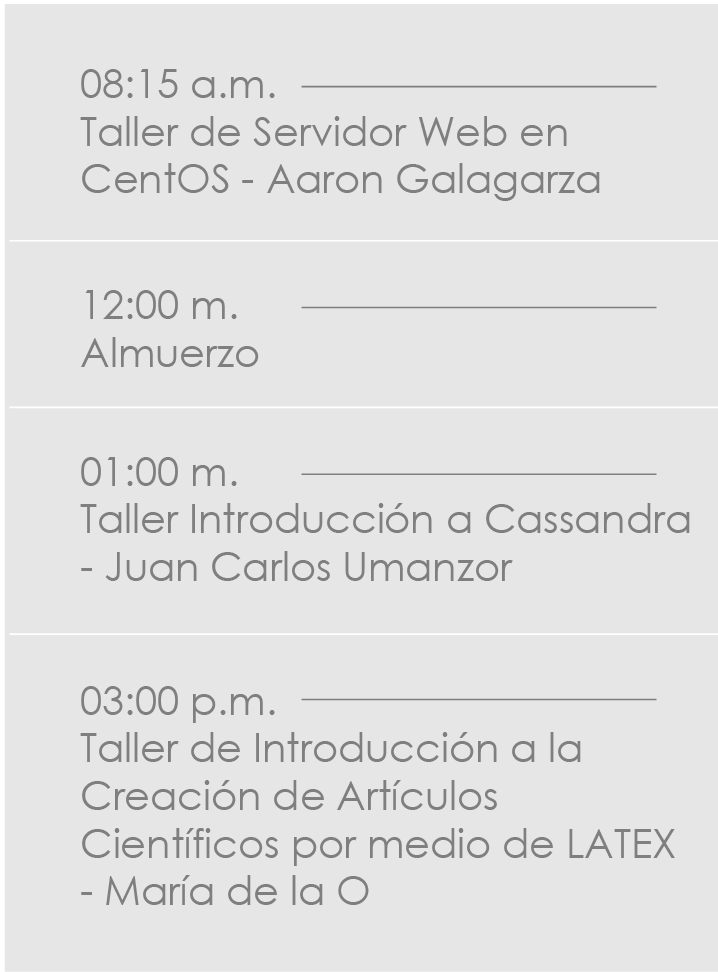 08:15 a.m.
Taller de Servidor Web en
CentOS - Aaron Galagarza
12:00 m.
Almuerzo
01:00 m.
Taller Introducción a Cassandra
- Juan Carlos Umanzor
03:00 p.m.
Taller de Introducción a la
Creación de Artículos
Científicos por medio de LATEX
- María de la O